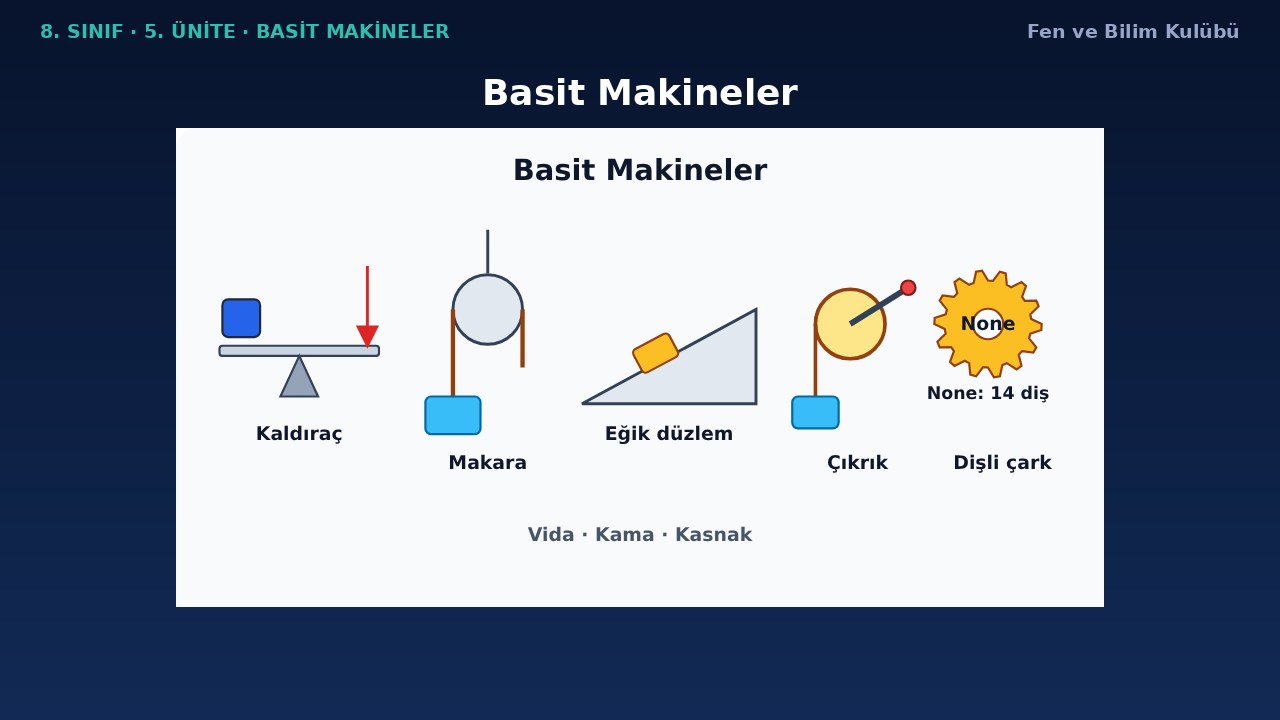 8. SINIF · 5. ÜNİTE · BASİT MAKİNELER
Fen ve Bilim Kulübü
Basit Makineler
Basit Makineler
None
None: 14 diş
Kaldıraç
Eğik düzlem
Makara
Çıkrık
Dişli çark
Vida · Kama · Kasnak